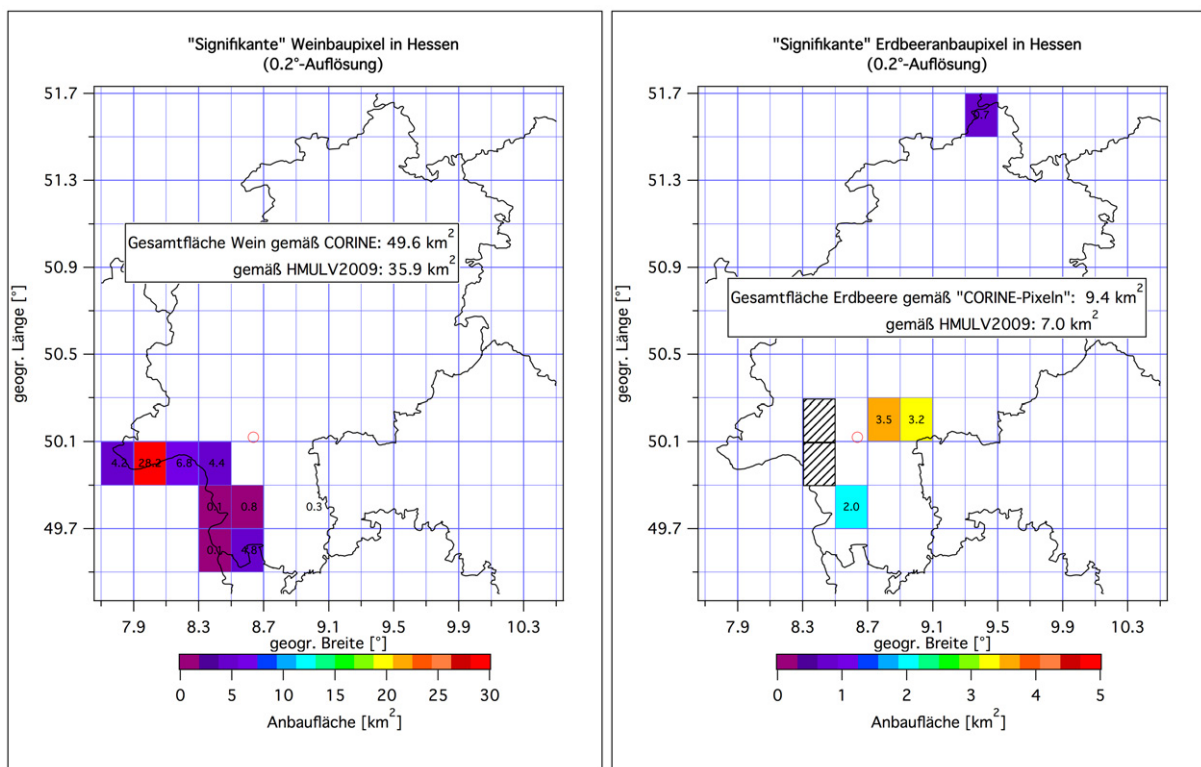 "Signifikante" Weinbaupixel in Hessen
(0.2°-Auflösung)
51.7
51.3
50.9
50.5
50.1
49.7
geogr. Länge [°]
Gesamtfläche Wein gemäß CORINE: 49.6 km²
gemäß HMULV2009: 35.9 km²
4.2 28.2 6.8 4.4
0.1 0.8 0.3
0.1 4.8
7.9 8.3 8.7 9.1 9.5 9.9 10.3
geogr. Breite [°]
0 5 10 15 20 25 30
Anbaufläche [km²]
"Signifikante" Erdbeeranbaupixel in Hessen
(0.2°-Auflösung)
51.7
51.3
50.9
50.5
50.1
49.7
geogr. Länge [°]
0.7
Gesamtfläche Erdbeere gemäß "CORINE-Pixeln": 9.4 km²
gemäß HMULV2009: 7.0 km²
3.5 3.2
2.0
7.9 8.3 8.7 9.1 9.5 9.9 10.3
geogr. Breite [°]
0 1 2 3 4 5
Anbaufläche [km²]